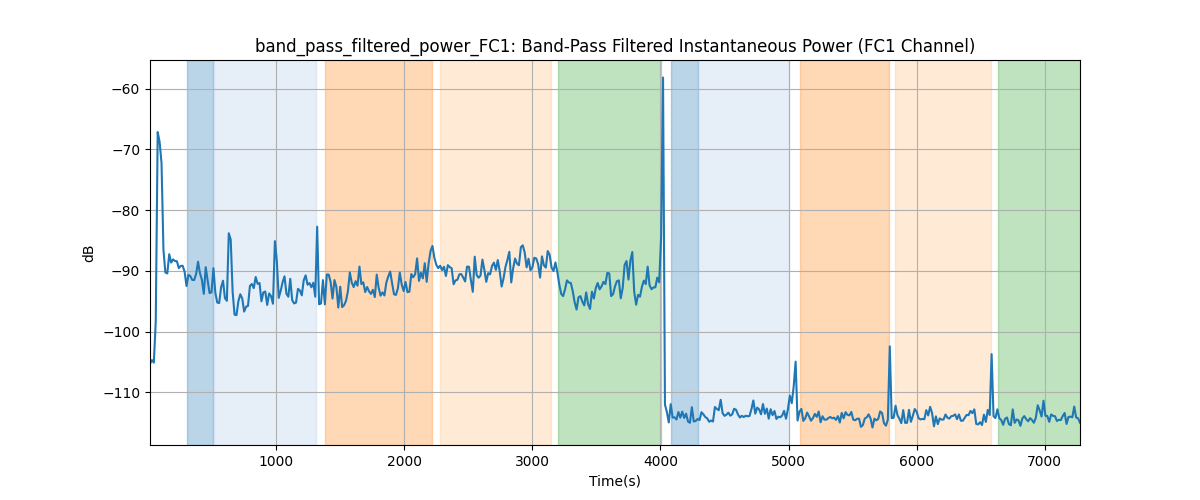 band_pass_filtered_power_FC1: Band-Pass Filtered Instantaneous Power (FC1 Channel)
−60
−70
−80
−90
−100
−110
dB
1000 2000 3000 4000 5000 6000 7000
Time(s)